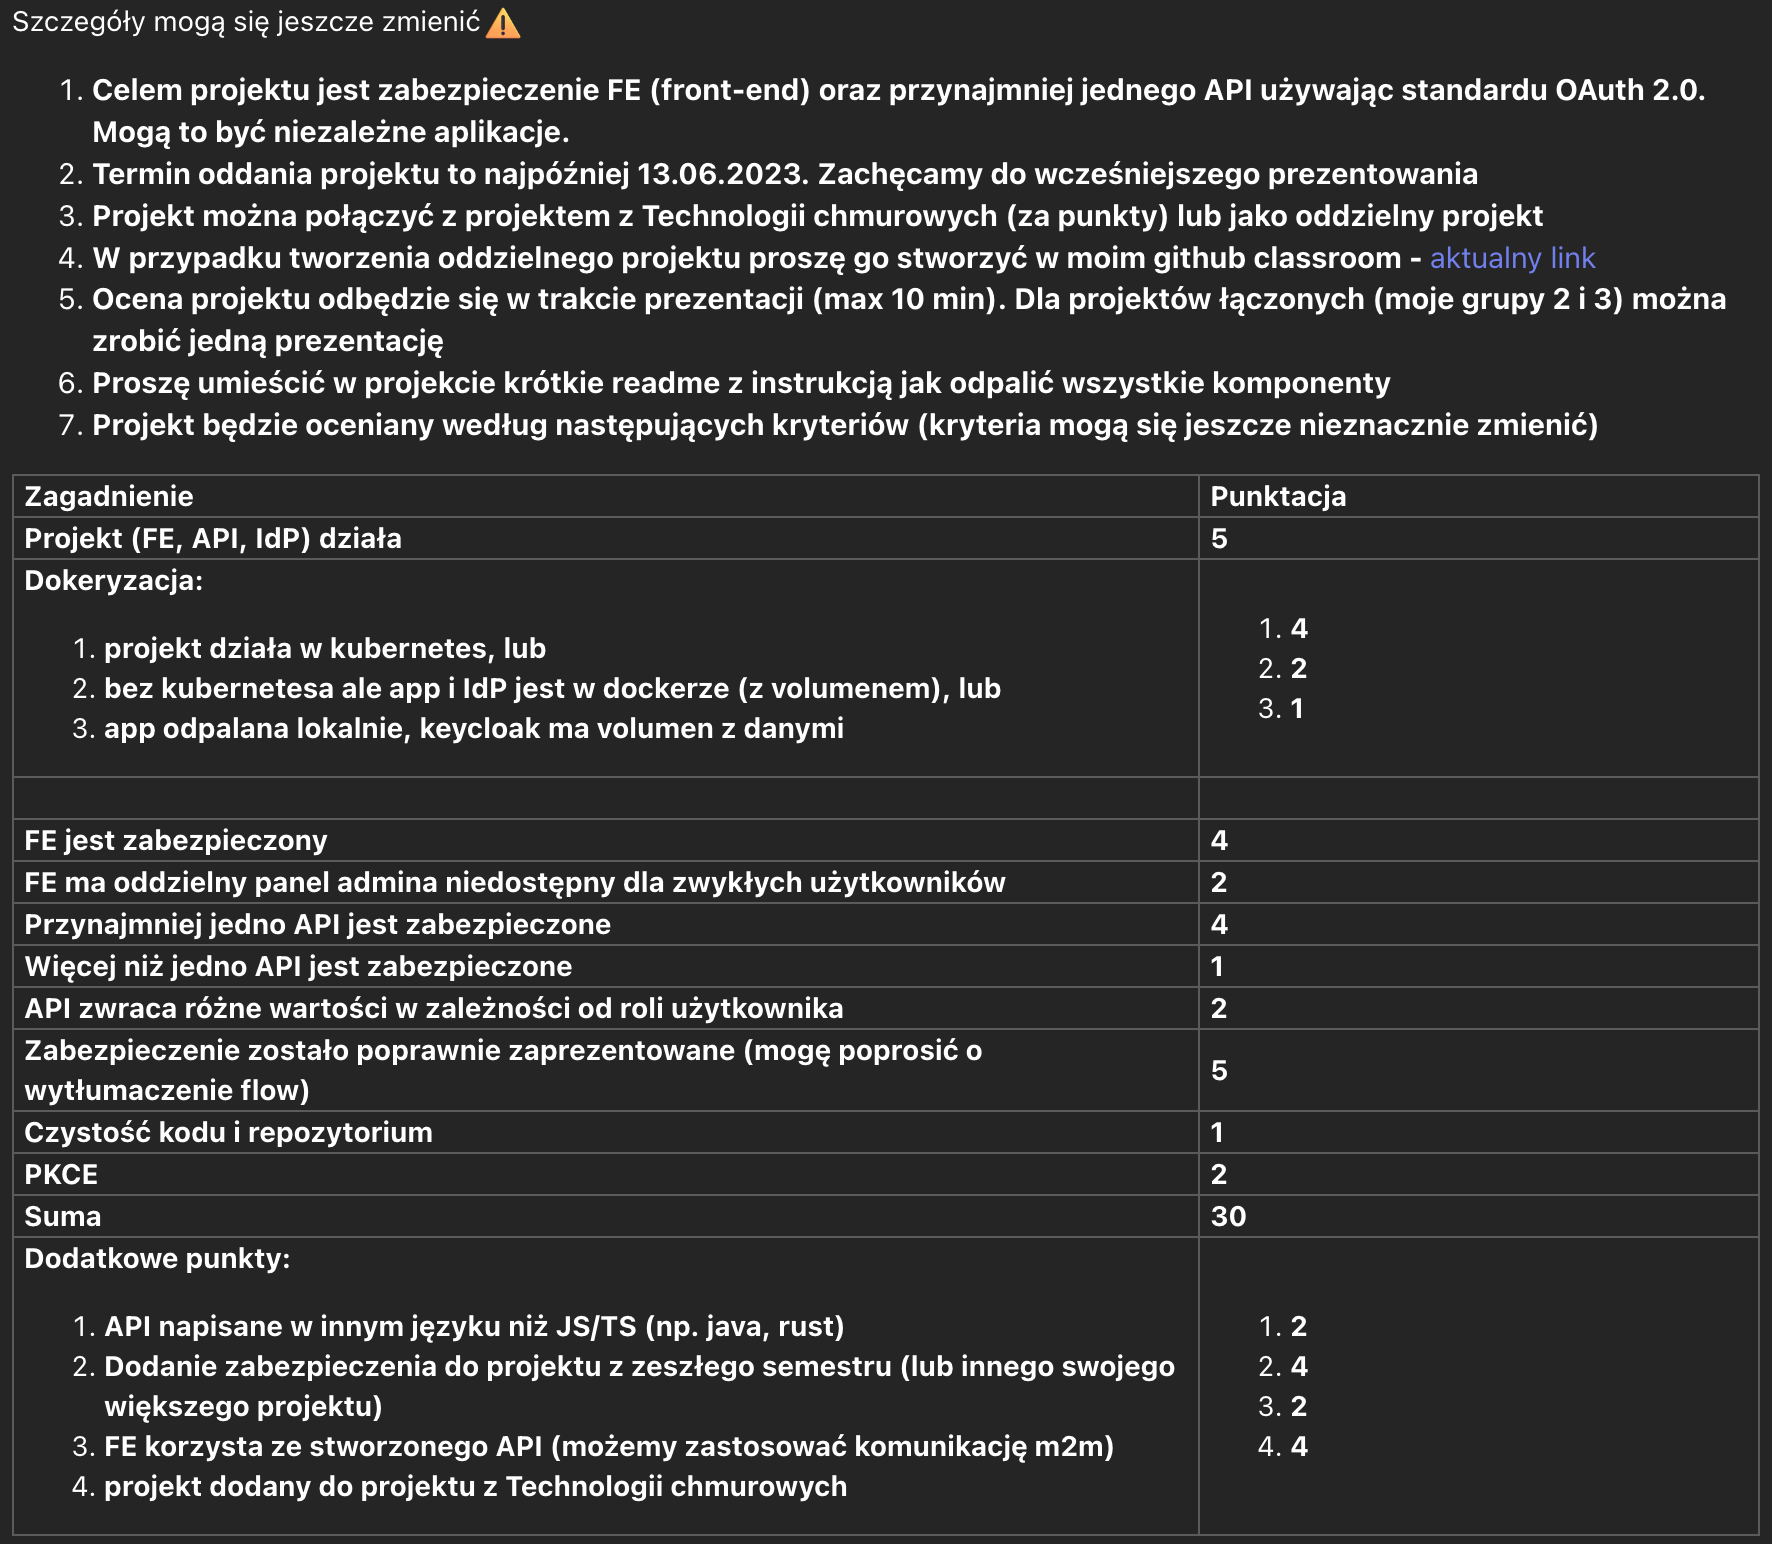 Szczegóły mogą się jeszcze zmienić ⚠️
1. Celem projektu jest zabezpieczenie FE (front-end) oraz przynajmniej jednego API używając standardu OAuth 2.0.
Mogą to być niezależne aplikacje.
2. Termin oddania projektu to najpóźniej 13.06.2023. Zachęcamy do wcześniejszego prezentowania
3. Projekt można połączyć z projektem z Technologii chmurowych (za punkty) lub jako oddzielny projekt
4. W przypadku tworzenia oddzielnego projektu proszę go stworzyć w moim github classroom - aktualny link
5. Ocena projektu odbędzie się w trakcie prezentacji (max 10 min). Dla projektów łączonych (moje grupy 2 i 3) można
zrobić jedną prezentację
6. Proszę umieścić w projekcie krótkie readme z instrukcją jak odpalić wszystkie komponenty
7. Projekt będzie oceniany według następujących kryteriów (kryteria mogą się jeszcze nieznacznie zmienić)
Zagadnienie Punktacja
Projekt (FE, API, IdP) działa 5
Dokeryzacja:
1. projekt działa w kubernetes, lub
2. bez kubernetesa ale app i IdP jest w dockerze (z volumenem), lub
3. app odpalana lokalnie, keycloak ma volumen z danymi
1. 4
2. 2
3. 1
FE jest zabezpieczony 4
FE ma oddzielny panel admina niedostępny dla zwykłych użytkowników 2
Przynajmniej jedno API jest zabezpieczone 4
Więcej niż jedno API jest zabezpieczone 1
API zwraca różne wartości w zależności od roli użytkownika 2
Zabezpieczenie zostało poprawnie zaprezentowane (mogę poprosić o
wytłumaczenie flow)
5
Czystość kodu i repozytorium 1
PKCE 2
Suma 30
Dodatkowe punkty:
1. API napisane w innym języku niż JS/TS (np. java, rust)
2. Dodanie zabezpieczenia do projektu z zeszłego semestru (lub innego swojego
większego projektu)
3. FE korzysta ze stworzonego API (możemy zastosować komunikację m2m)
4. projekt dodany do projektu z Technologii chmurowych
1. 2
2. 4
3. 2
4. 4